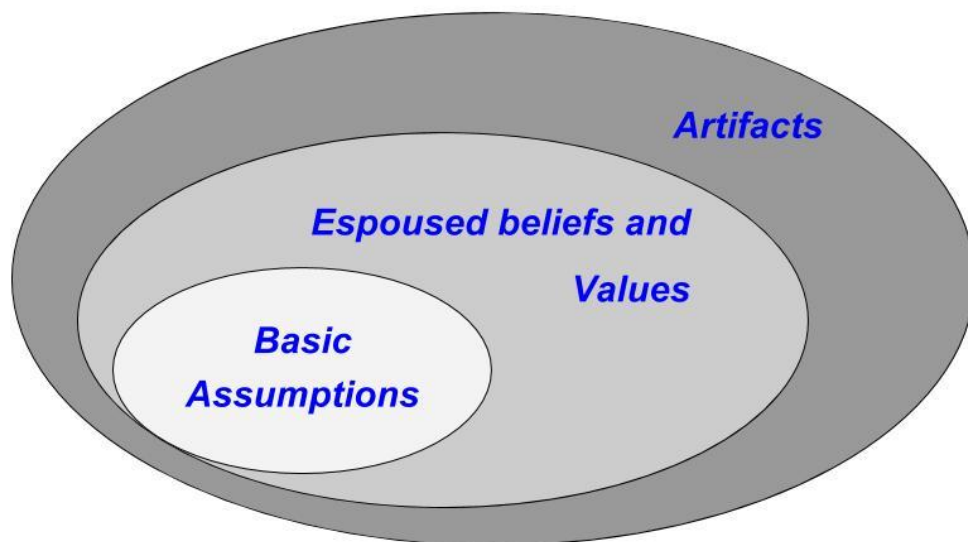 Artifacts
Espoused beliefs and
Values
Basic
Assumptions